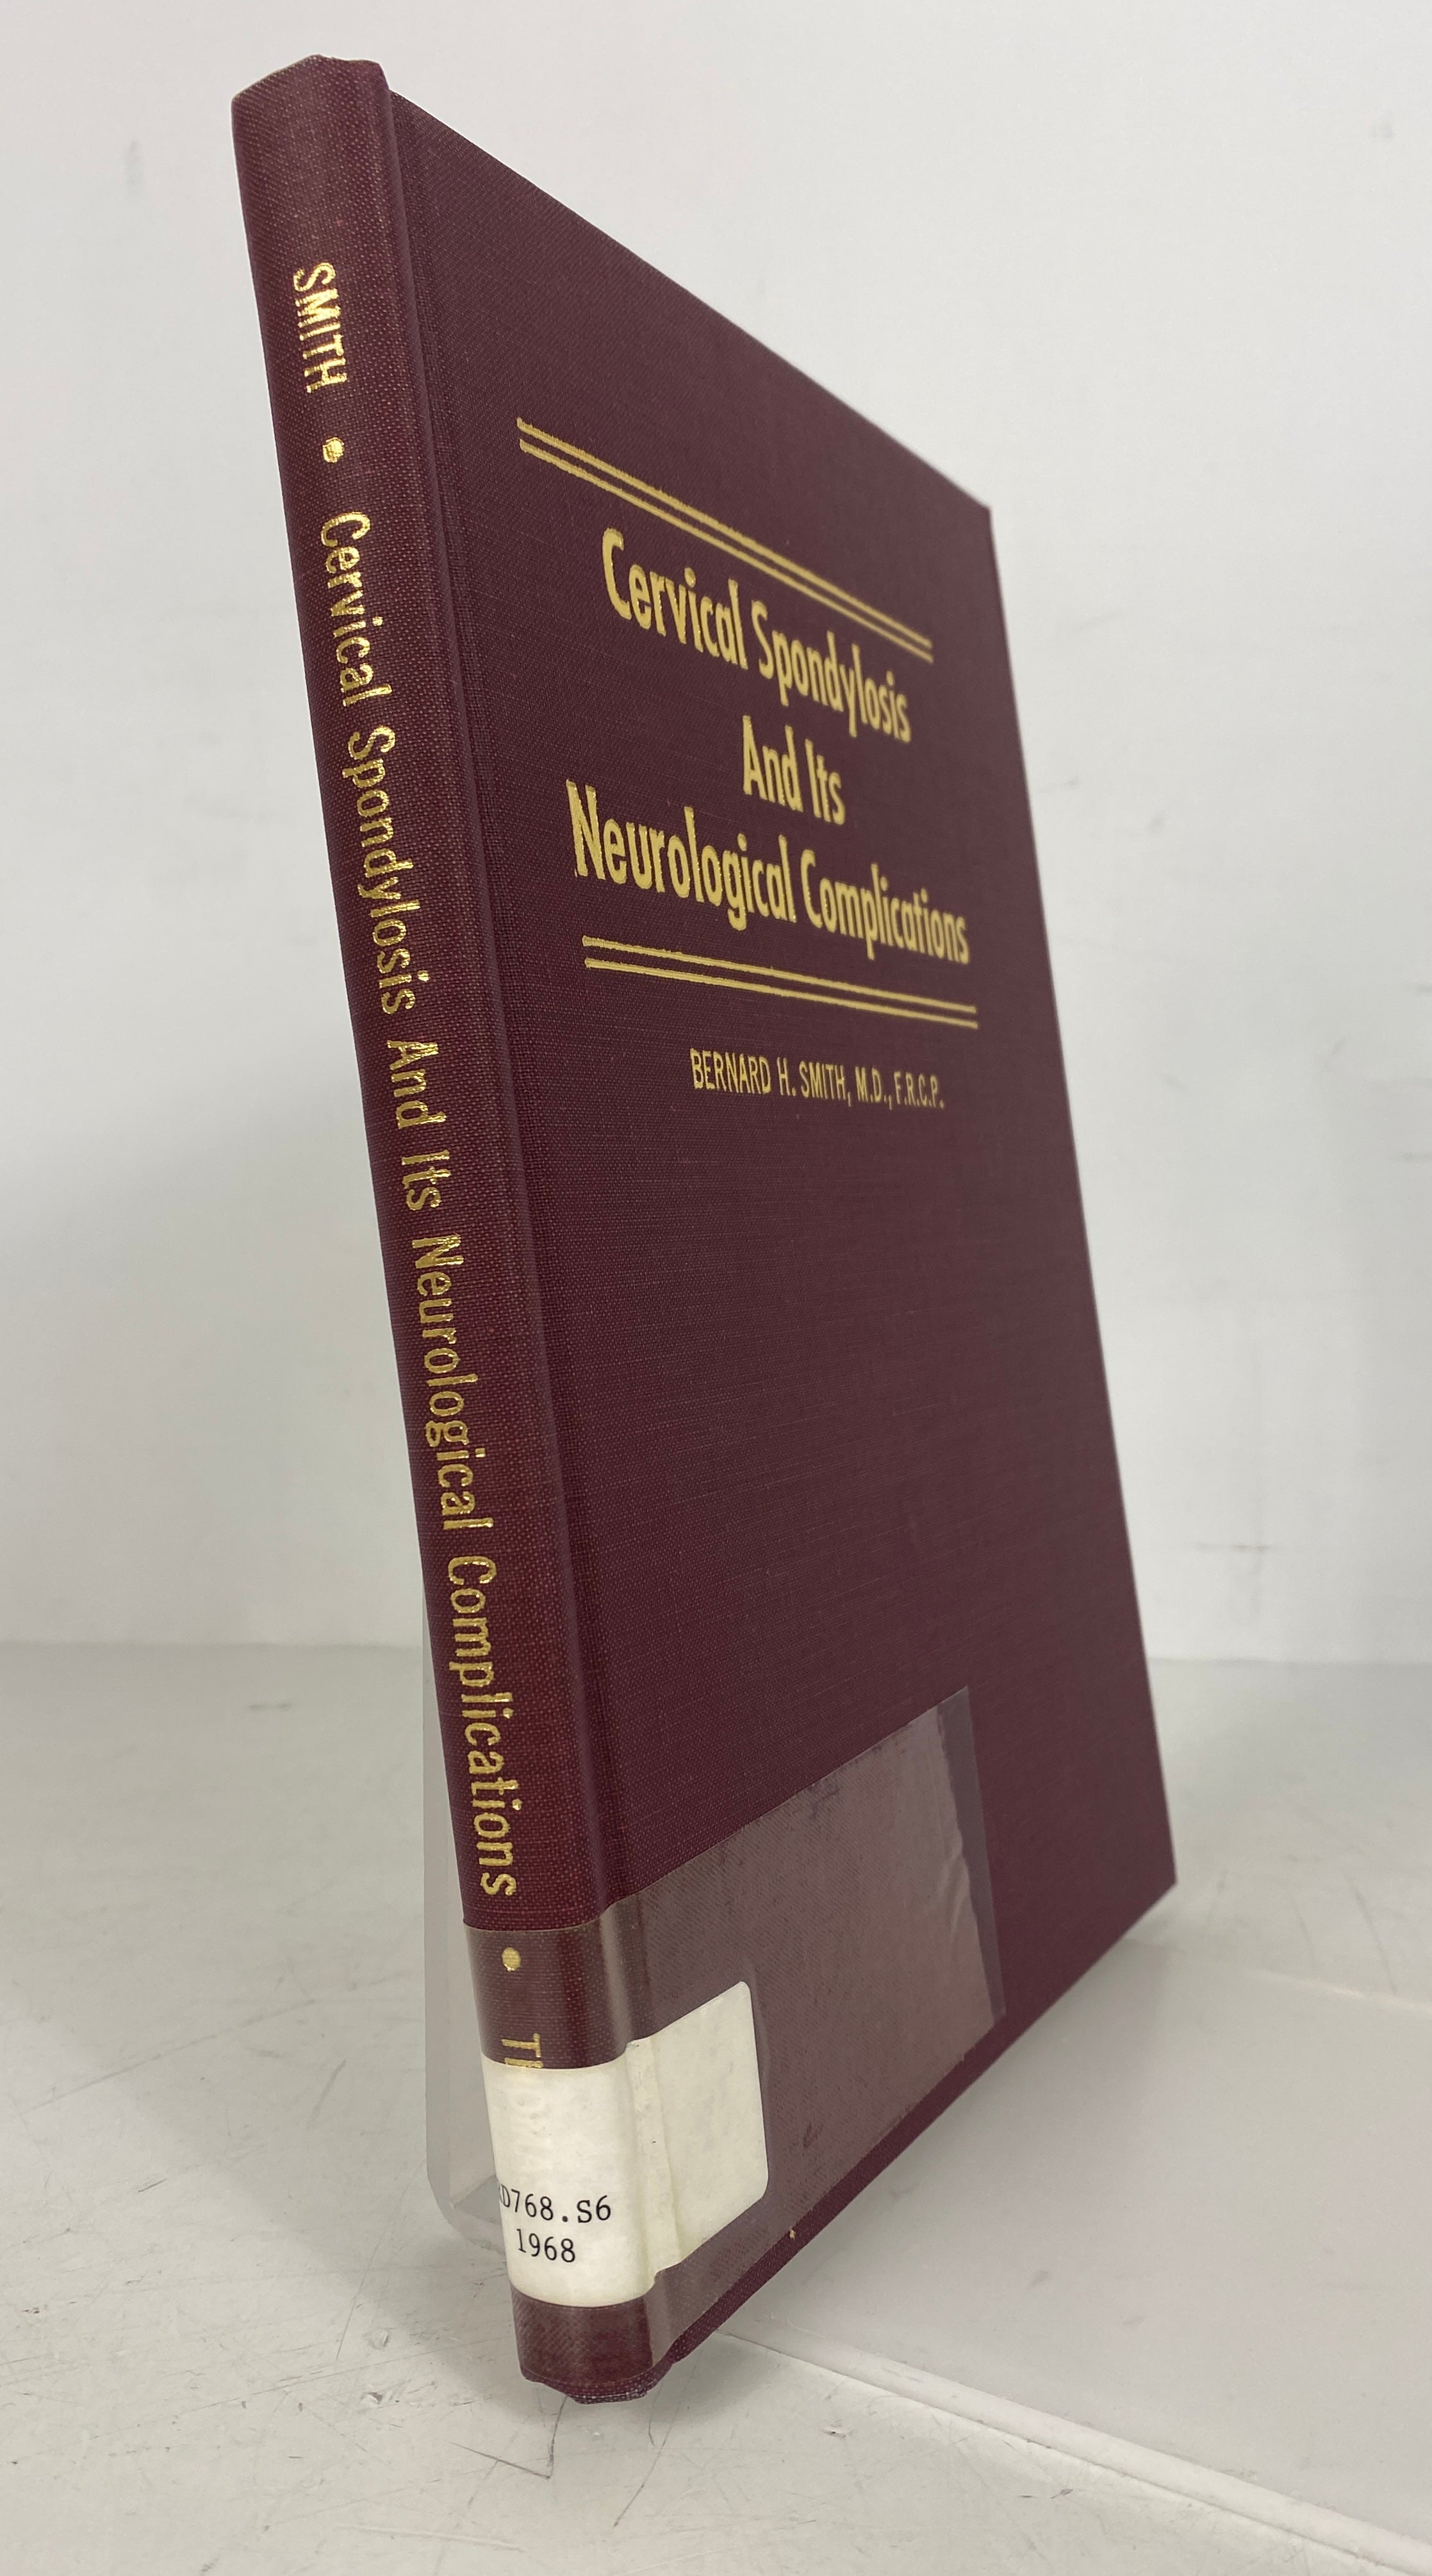 SMITH • Cervical Spondylosis And Its Neurological Complications •
Cervical Spondylosis
And Its
Neurological Complications
BERNARD H. SMITH, M.D., F.R.C.P.
D768.S6
1968